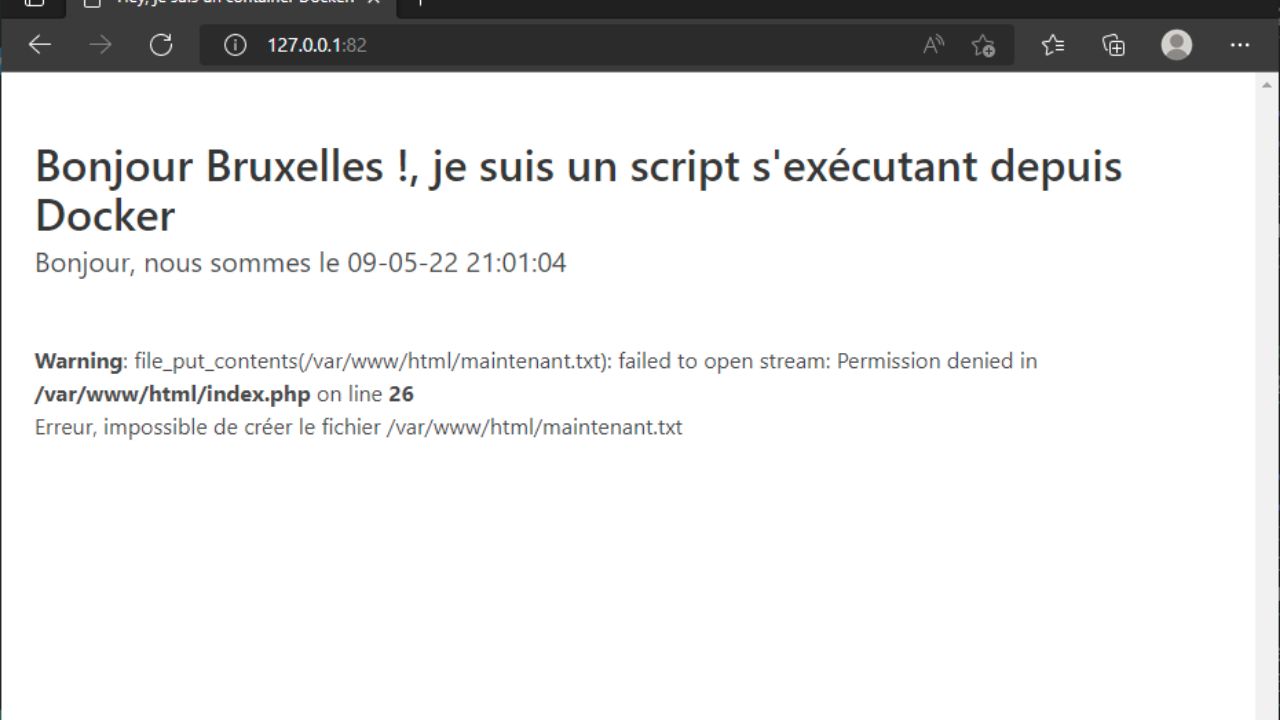 Hey, je suis un container Docker
127.0.0.1:82
Bonjour Bruxelles !, je suis un script s'exécutant depuis
Docker
Bonjour, nous sommes le 09-05-22 21:01:04
Warning: file_put_contents(/var/www/html/maintenant.txt): failed to open stream: Permission denied in
/var/www/html/index.php on line 26
Erreur, impossible de créer le fichier /var/www/html/maintenant.txt